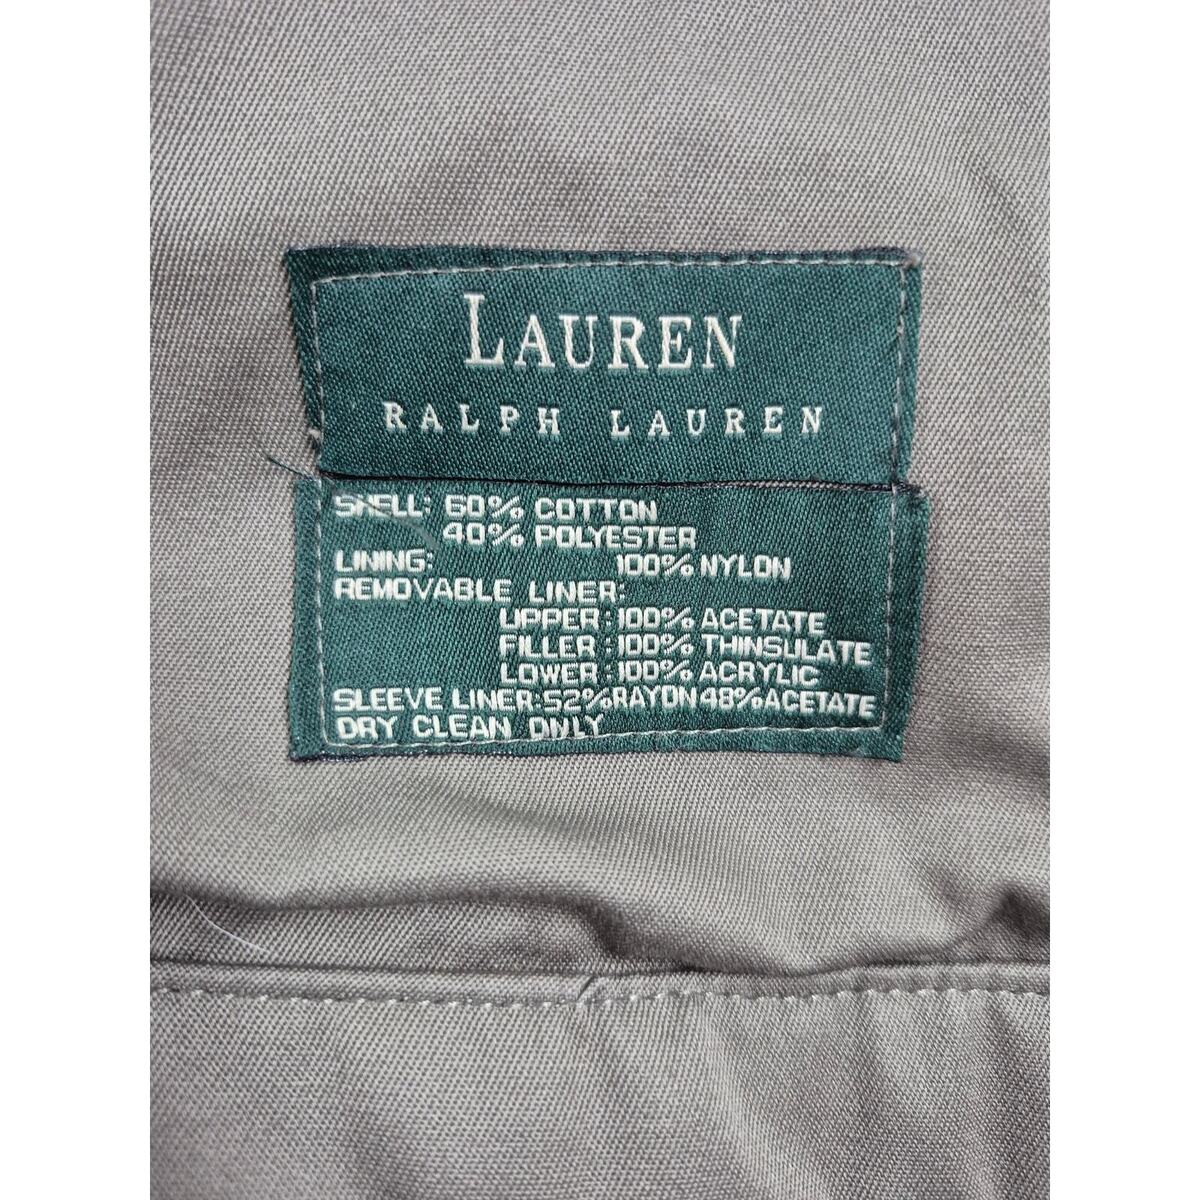 LAUREN
RALPH LAUREN
SHELL: 60% COTTON
40% POLYESTER
LINING: 100% NYLON
REMOVABLE LINER:
UPPER: 100% ACETATE
FILLER: 100% THINSULATE
LOWER: 100% ACRYLIC
SLEEVE LINER: 52% RAYON 48% ACETATE
DRY CLEAN ONLY